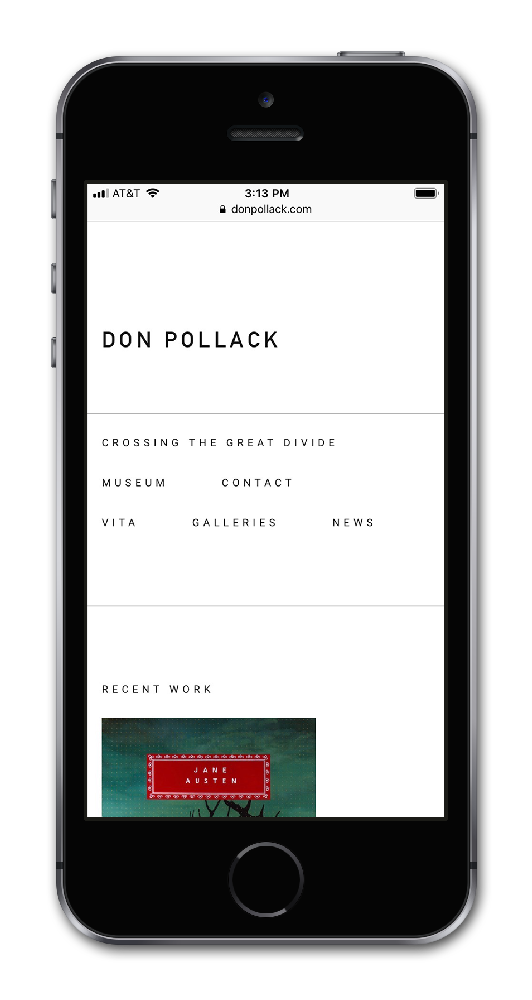 AT&T 3:13 PM
donpollack.com
DON POLLACK
CROSSING THE GREAT DIVIDE
MUSEUM CONTACT
VITA GALLERIES NEWS
RECENT WORK
JANE
AUSTEN